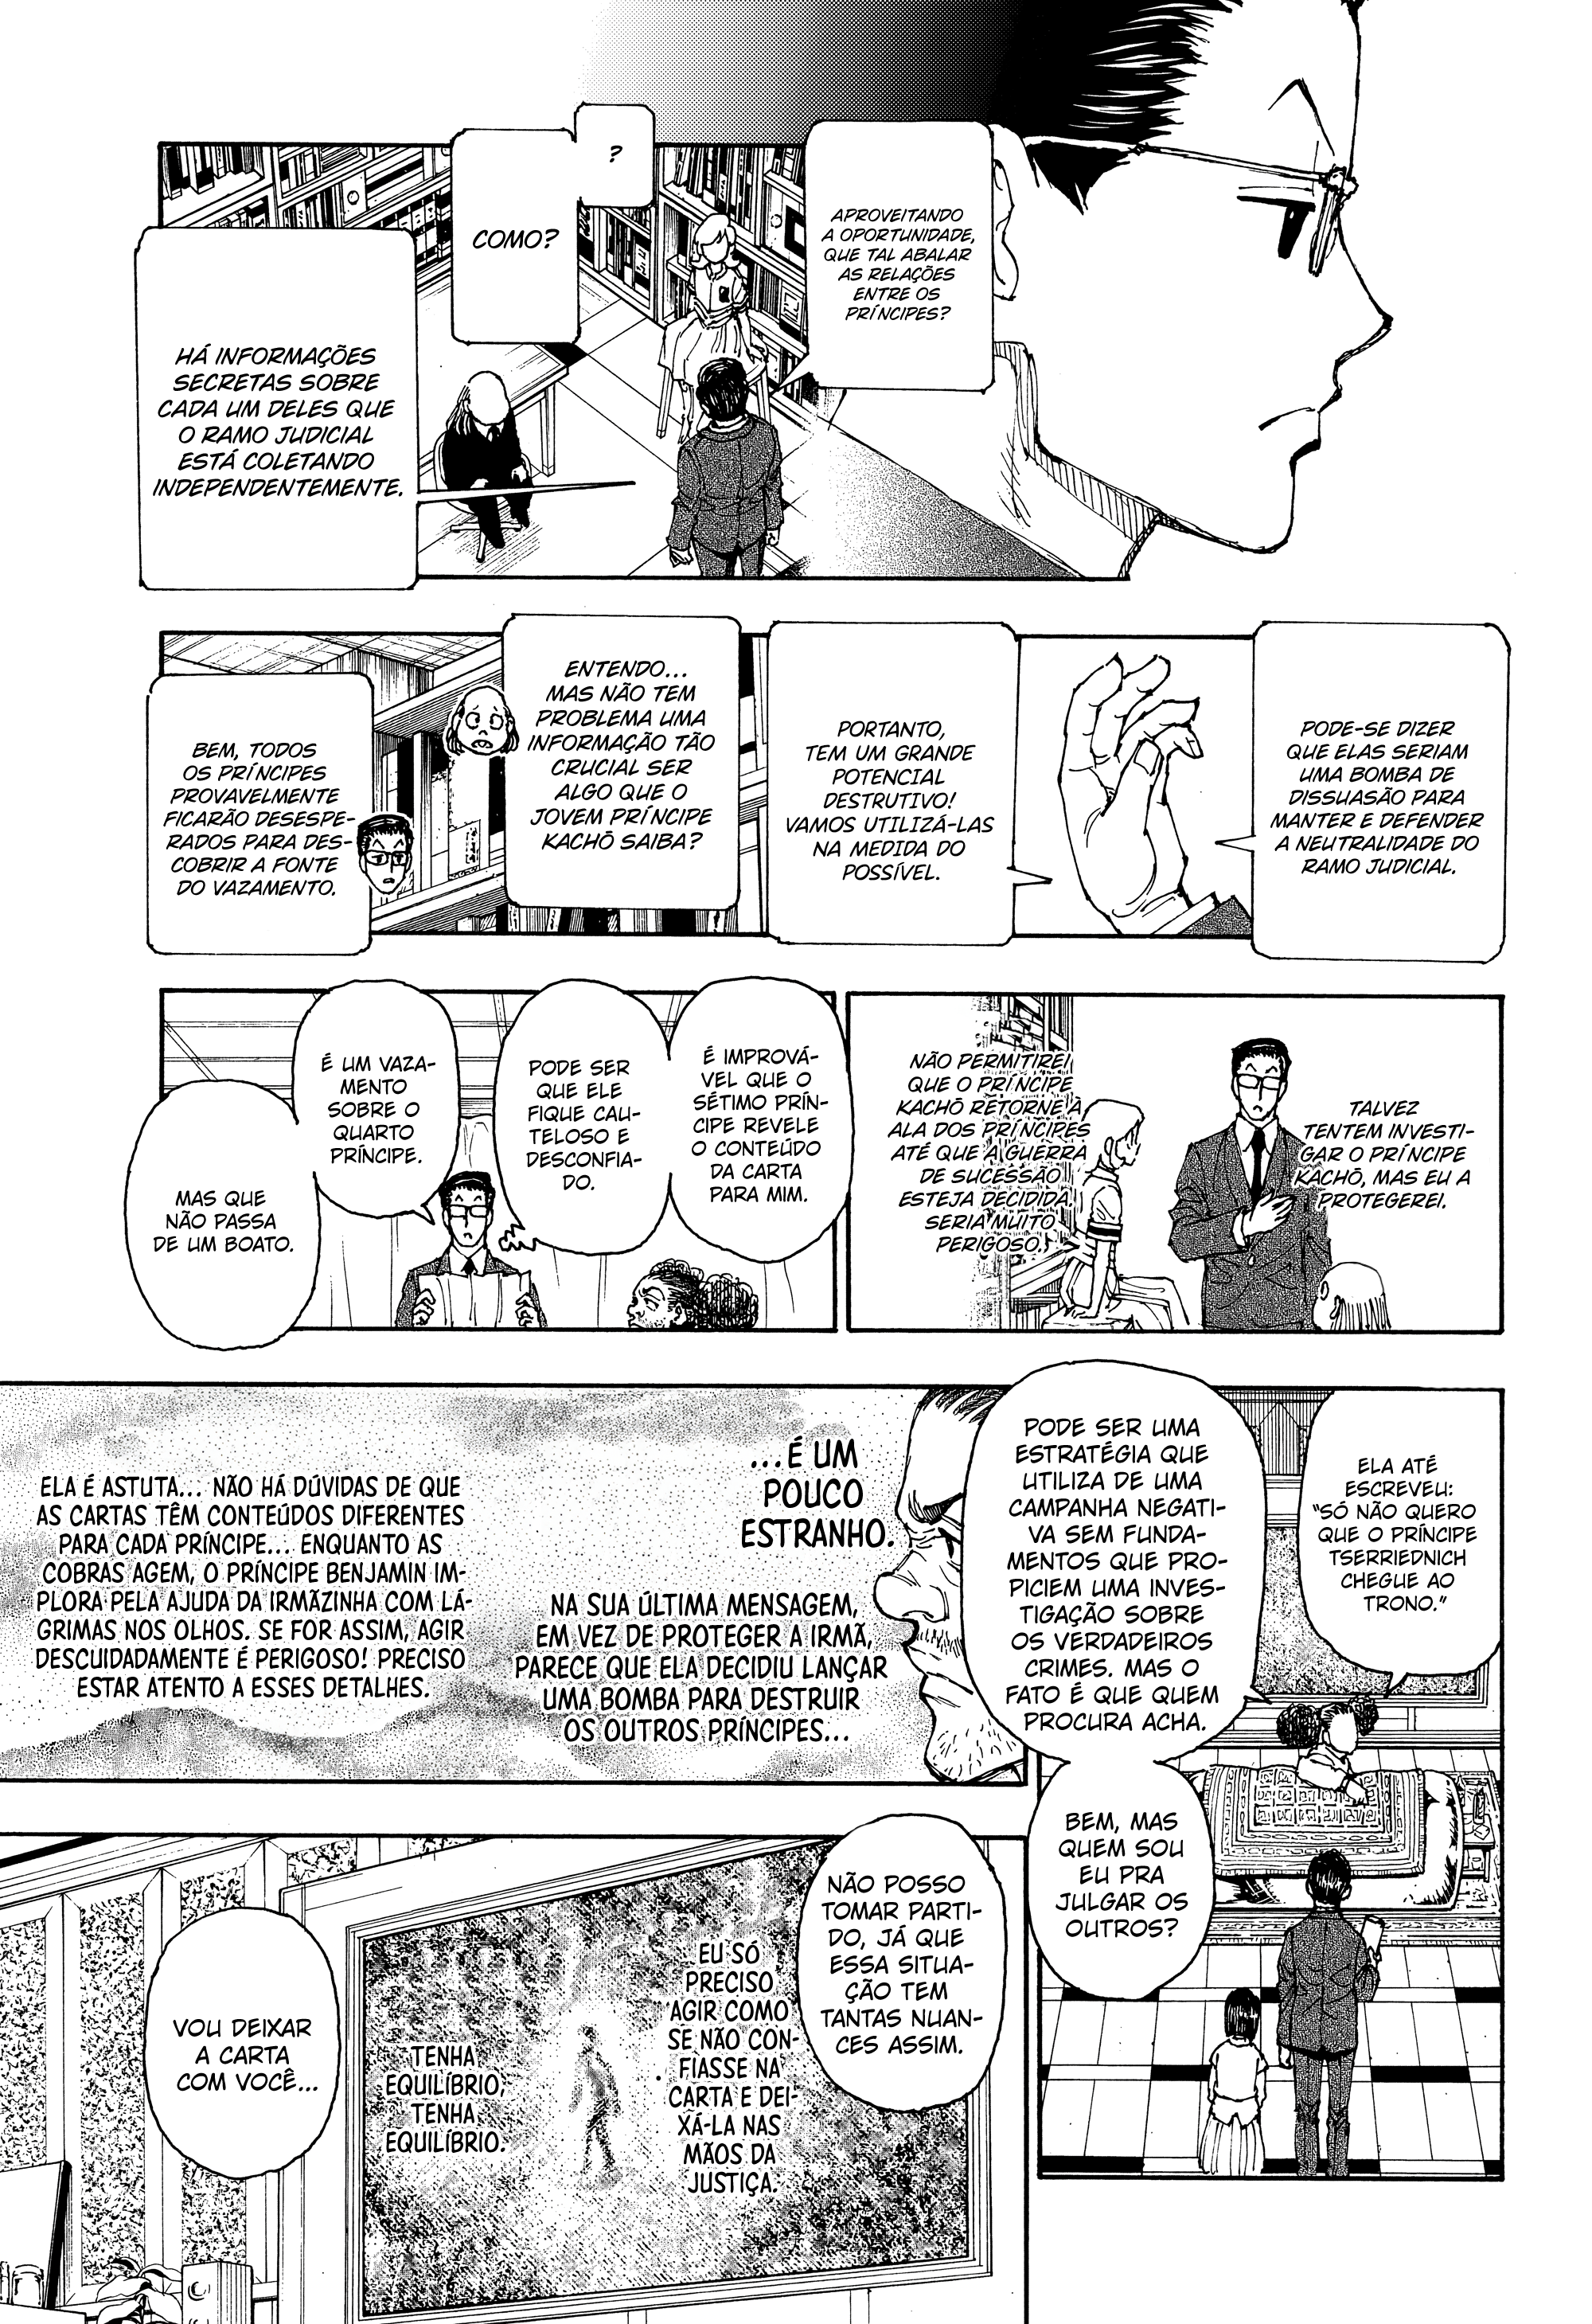 APROVEITANDO
A OPORTUNIDADE,
QUE TAL ABALAR
AS RELAÇÕES
ENTRE OS
PRÍNCIPES?
?
COMO?
HÁ INFORMAÇÕES
SECRETAS SOBRE
CADA UM DELES QUE
O RAMO JUDICIAL
ESTÁ COLETANDO
INDEPENDENTEMENTE.
PODE-SE DIZER
QUE ELAS SERIAM
UMA BOMBA DE
DISSUASÃO PARA
MANTER E DEFENDER
A NEUTRALIDADE DO
RAMO JUDICIAL.
PORTANTO,
TEM UM GRANDE
POTENCIAL
DESTRUTIVO!
VAMOS UTILIZÁ-LAS
NA MEDIDA DO
POSSÍVEL.
ENTENDO...
MAS NÃO TEM
PROBLEMA UMA
INFORMAÇÃO TÃO
CRUCIAL SER
ALGO QUE O
JOVEM PRÍNCIPE
KACHŌ SAIBA?
BEM, TODOS
OS PRÍNCIPES
PROVAVELMENTE
FICARÃO DESESPE-
RADOS PARA DES-
COBRIR A FONTE
DO VAZAMENTO.
TALVEZ
TENTEM INVESTI-
GAR O PRÍNCIPE
KACHŌ, MAS EU A
PROTEGEREI.
NÃO PERMITIREI
QUE O PRÍNCIPE
KACHŌ RETORNE À
ALA DOS PRÍNCIPES
ATÉ QUE A GUERRA
DE SUCESSÃO
ESTEJA DECIDIDA.
SERIA MUITO
PERIGOSO.
É IMPROVÁ-
VEL QUE O
SÉTIMO PRÍN-
CIPE REVELE
O CONTEÚDO
DA CARTA
PARA MIM.
PODE SER
QUE ELE
FIQUE CAU-
TELOSO E
DESCONFIA-
DO.
É UM VAZA-
MENTO
SOBRE O
QUARTO
PRÍNCIPE.
MAS QUE
NÃO PASSA
DE UM BOATO.
ELA ATÉ
ESCREVEU:
"SÓ NÃO QUERO
QUE O PRÍNCIPE
TSERRIEDNICH
CHEGUE AO
TRONO."
PODE SER UMA
ESTRATÉGIA QUE
UTILIZA DE UMA
CAMPANHA NEGATI-
VA SEM FUNDA-
MENTOS QUE PRO-
PICIEM UMA INVES-
TIGAÇÃO SOBRE
OS VERDADEIROS
CRIMES. MAS O
FATO É QUE QUEM
PROCURA ACHA.
BEM, MAS
QUEM SOU
EU PRA
JULGAR OS
OUTROS?
...É UM
POUCO
ESTRANHO.
NA SUA ÚLTIMA MENSAGEM,
EM VEZ DE PROTEGER A IRMÃ,
PARECE QUE ELA DECIDIU LANÇAR
UMA BOMBA PARA DESTRUIR
OS OUTROS PRÍNCIPES...
ELA É ASTUTA... NÃO HÁ DÚVIDAS DE QUE
AS CARTAS TÊM CONTEÚDOS DIFERENTES
PARA CADA PRÍNCIPE... ENQUANTO AS
COBRAS AGEM, O PRÍNCIPE BENJAMIN IM-
PLORA PELA AJUDA DA IRMÃZINHA COM LÁ-
GRIMAS NOS OLHOS. SE FOR ASSIM, AGIR
DESCUIDADAMENTE É PERIGOSO! PRECISO
ESTAR ATENTO A ESSES DETALHES.
NÃO POSSO
TOMAR PARTI-
DO, JÁ QUE
ESSA SITUA-
ÇÃO TEM
TANTAS NUAN-
CES ASSIM.
EU SÓ
PRECISO
AGIR COMO
SE NÃO CON-
FIASSE NA
CARTA E DEI-
XÁ-LA NAS
MÃOS DA
JUSTIÇA.
TENHA
EQUILÍBRIO,
TENHA
EQUILÍBRIO.
VOU DEIXAR
A CARTA
COM VOCÊ...